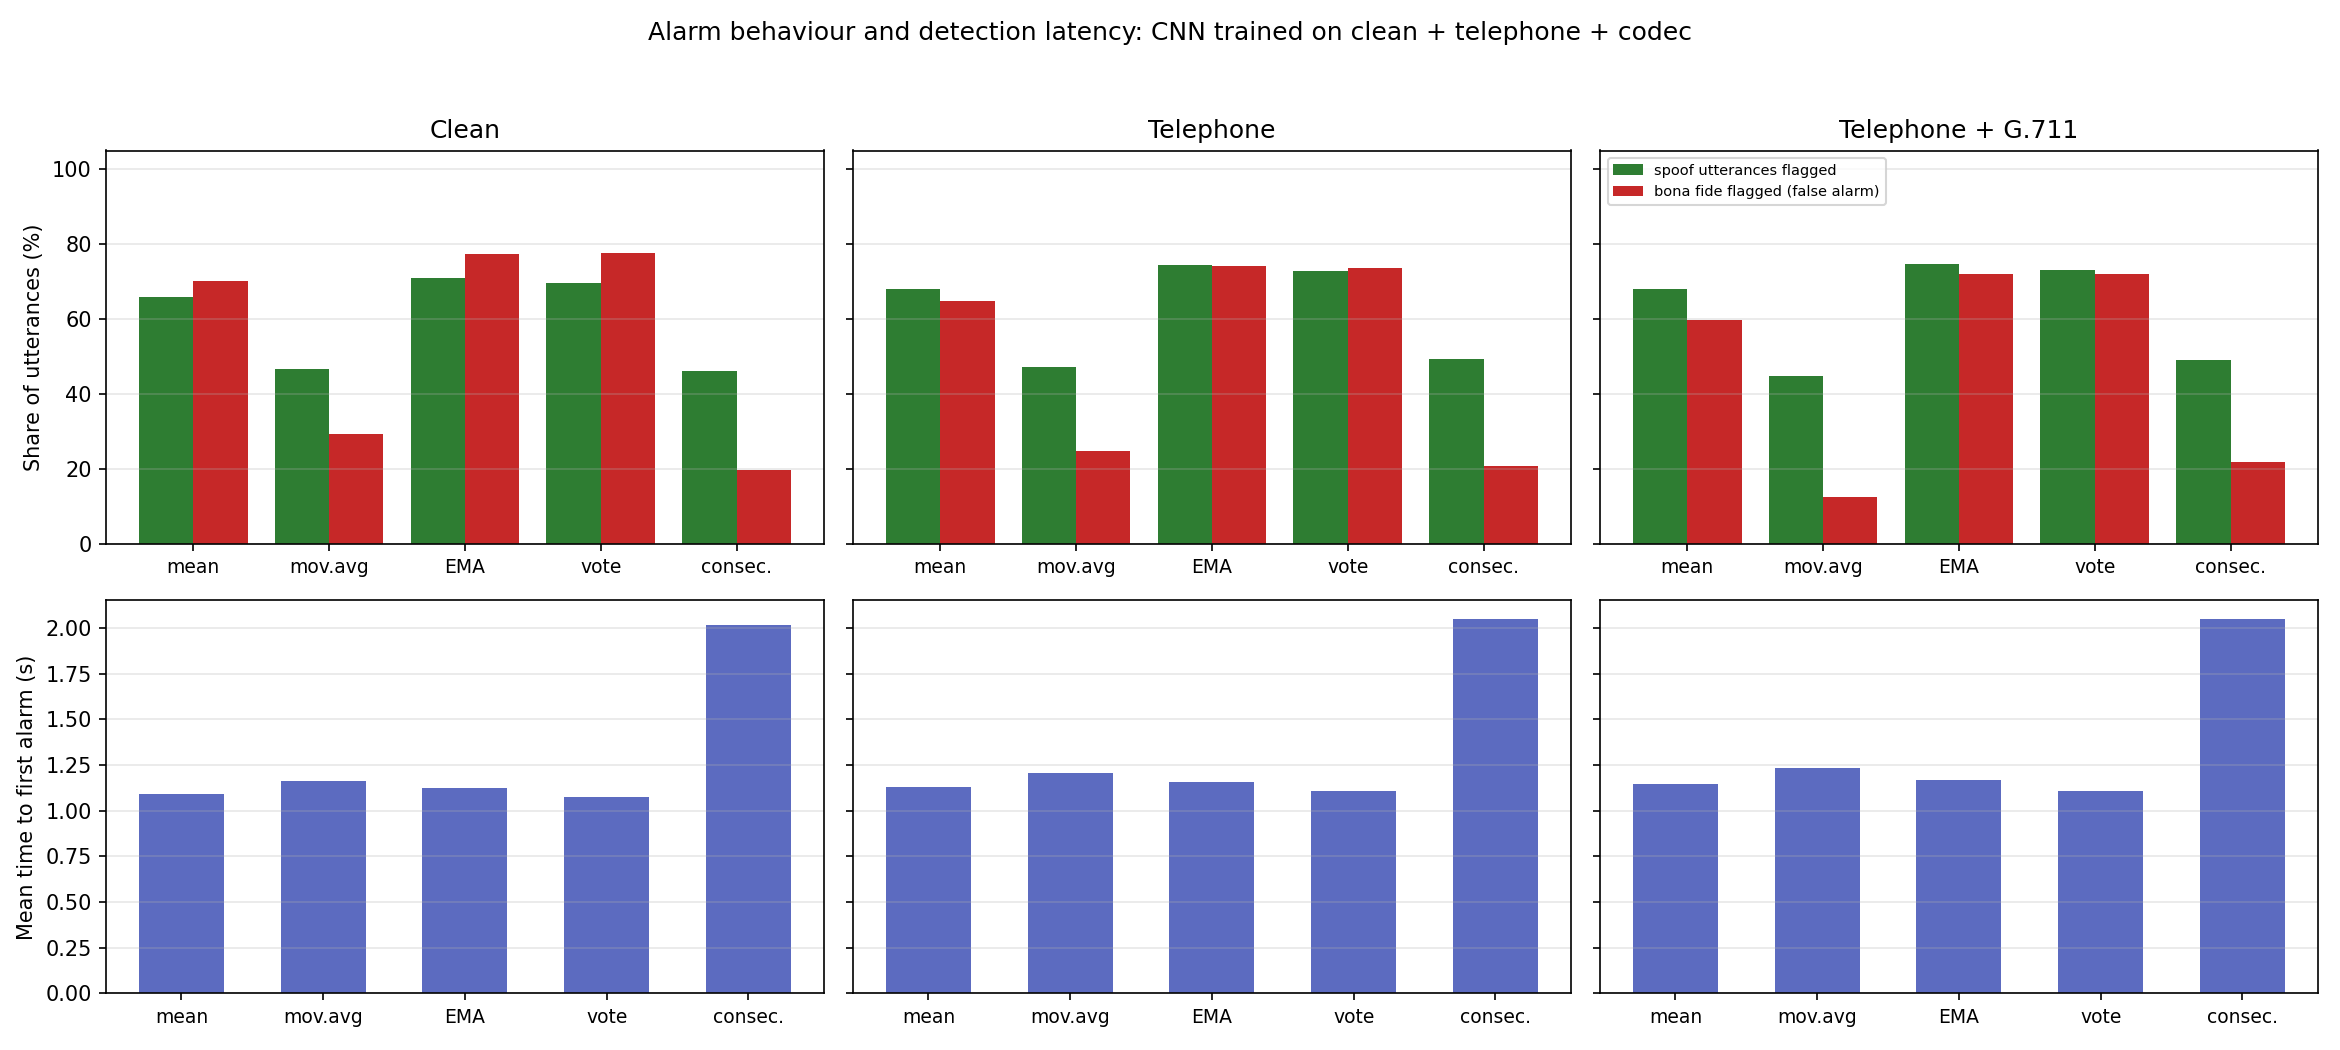 Alarm behaviour and detection latency: CNN trained on clean + telephone + codec
Clean
Telephone
Telephone + G.711
Share of utterances (%)
100
80
60
40
20
0
spoof utterances flagged
bona fide flagged (false alarm)
mean mov.avg EMA vote consec.
mean mov.avg EMA vote consec.
mean mov.avg EMA vote consec.
Mean time to first alarm (s)
2.00
1.75
1.50
1.25
1.00
0.75
0.50
0.25
0.00
mean mov.avg EMA vote consec.
mean mov.avg EMA vote consec.
mean mov.avg EMA vote consec.